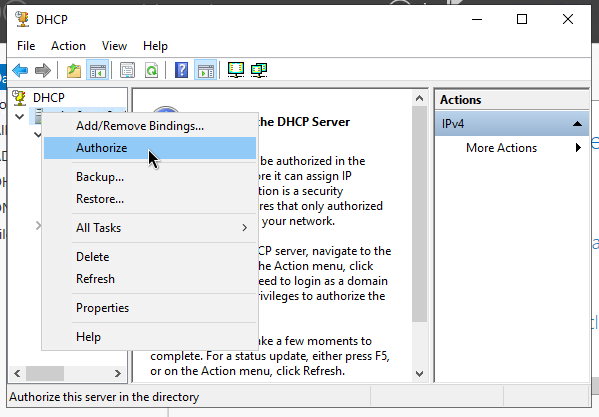 DHCP
File Action View Help
DHCP
Add/Remove Bindings...
Authorize
Backup...
Restore...
All Tasks
Delete
Refresh
Properties
Help
the DHCP Server
be authorized in the
ore it can assign IP
tion is a security
res that only authorized
your network.
CP server, navigate to the
the Action menu, click
eed to login as a domain
vileges to authorize the
ke a few moments to
complete. For a status update, either press F5,
or on the Action menu, click Refresh.
Actions
IPv4
More Actions
Authorize this server in the directory